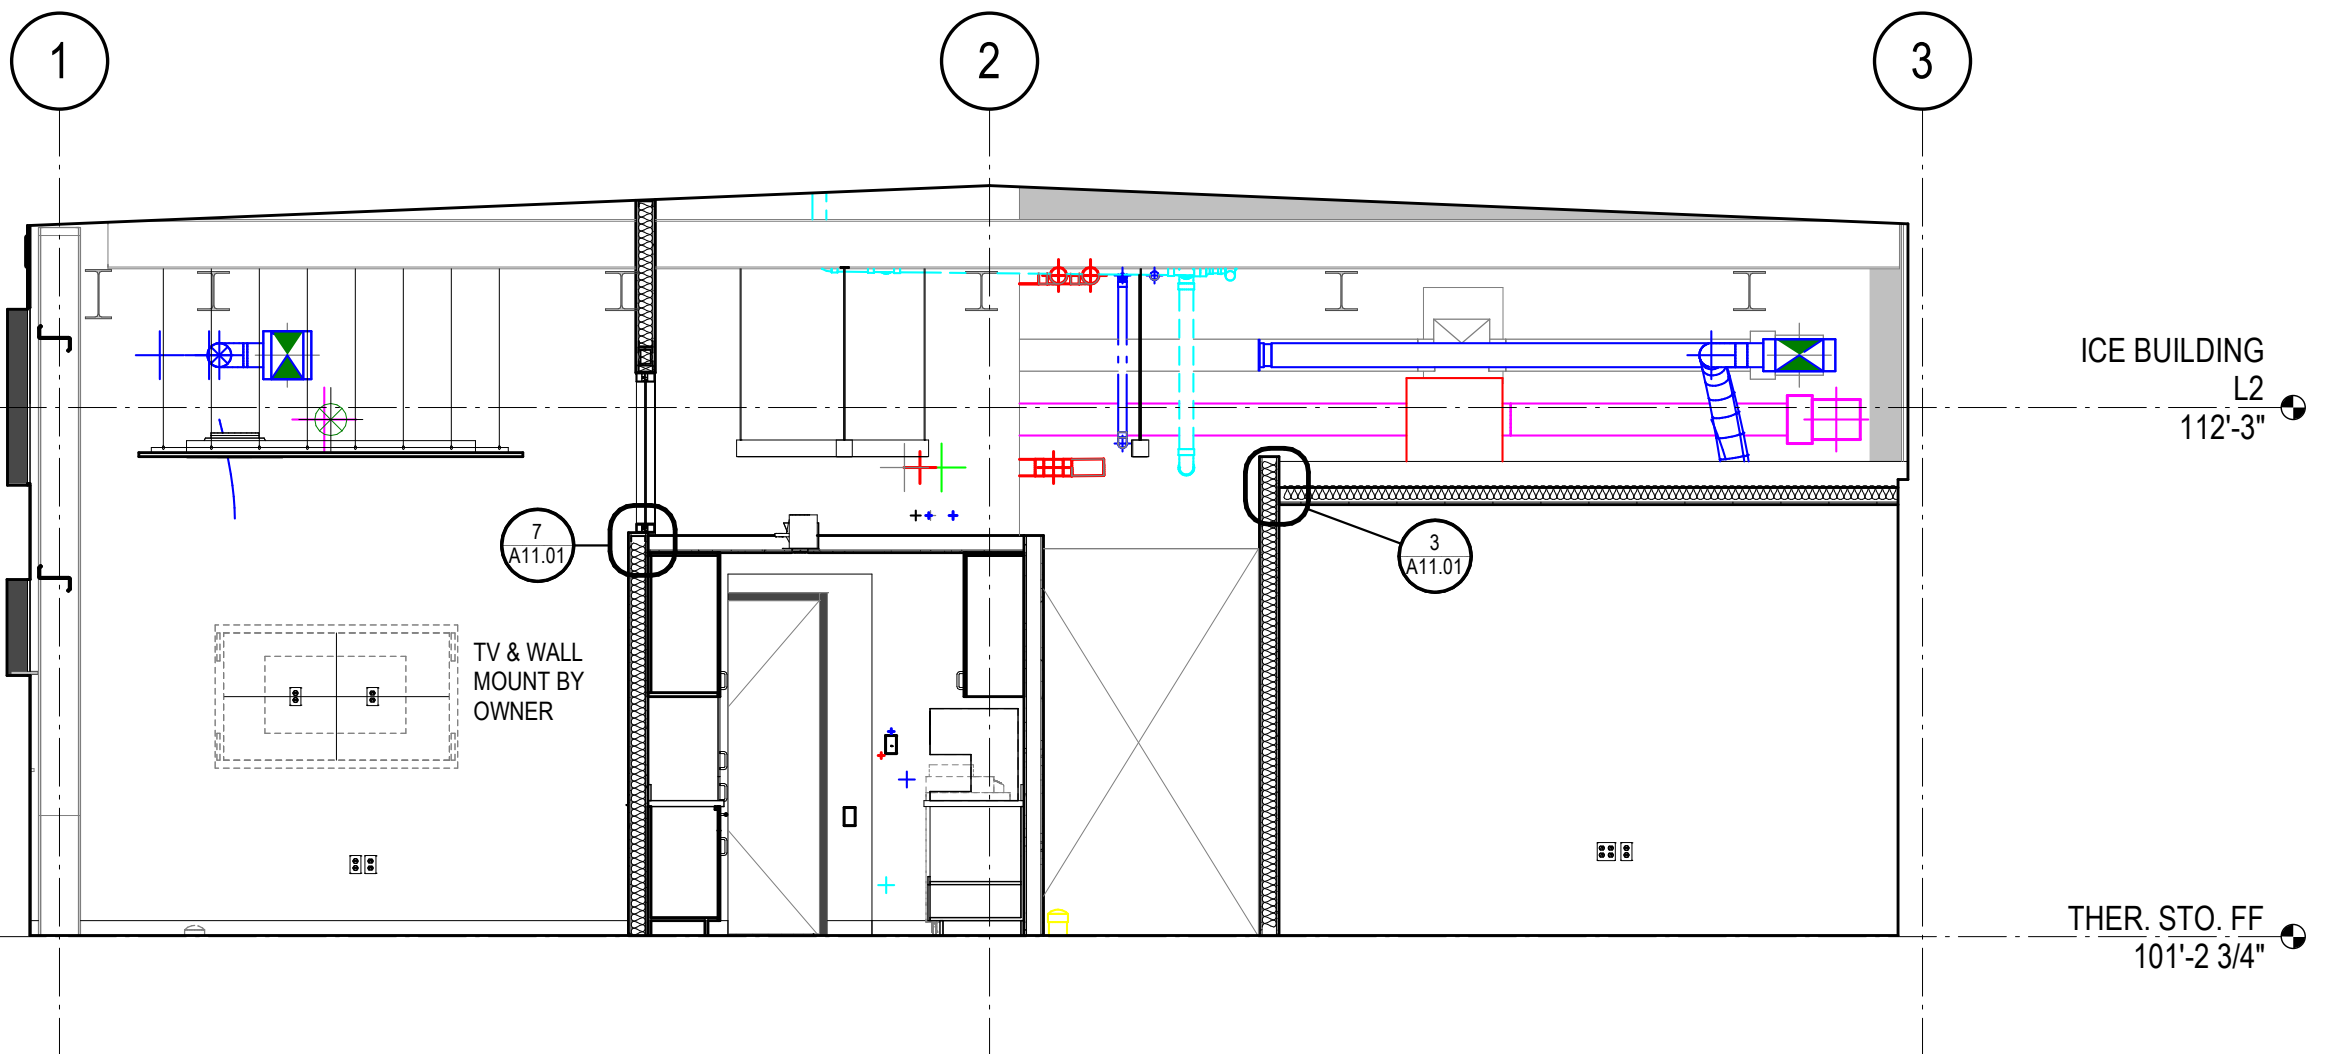 1
2
3
ICE BUILDING
L2
112'-3"
7
A11.01
3
A11.01
TV & WALL
MOUNT BY
OWNER
THER. STO. FF
101'-2 3/4"